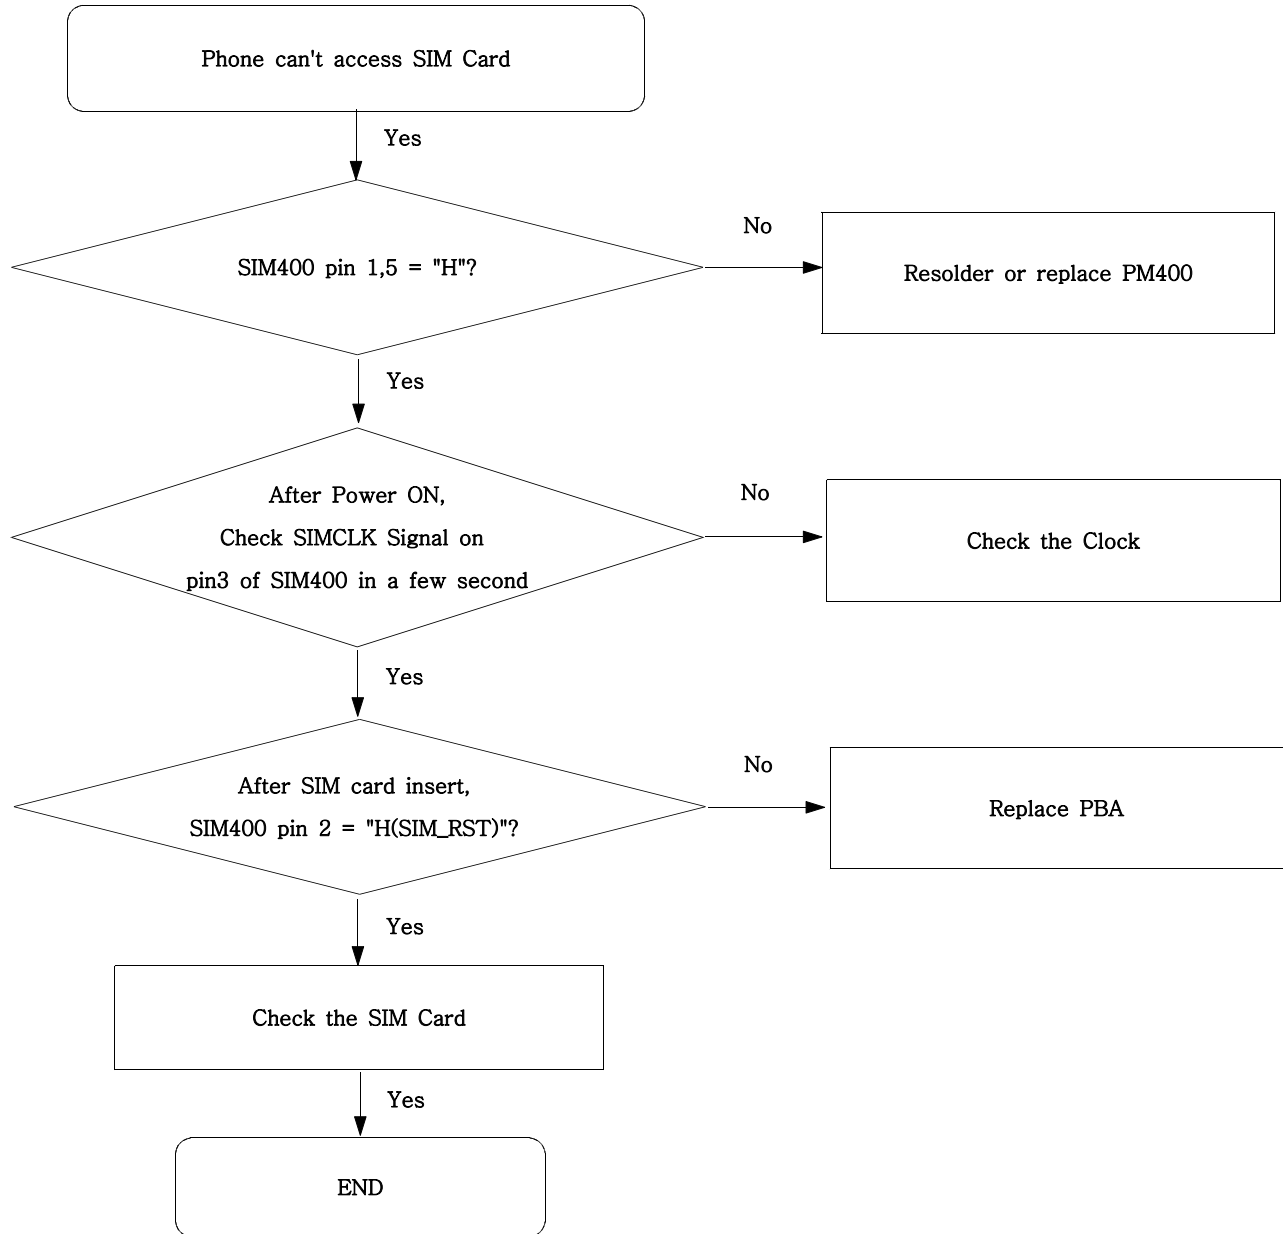 Phone can't access SIM Card
Yes
SIM400 pin 1,5 = "H"?
No
Resolder or replace PM400
Yes
After Power ON,
Check SIMCLK Signal on
pin3 of SIM400 in a few second
No
Check the Clock
Yes
After SIM card insert,
SIM400 pin 2 = "H(SIM_RST)"?
No
Replace PBA
Yes
Check the SIM Card
Yes
END